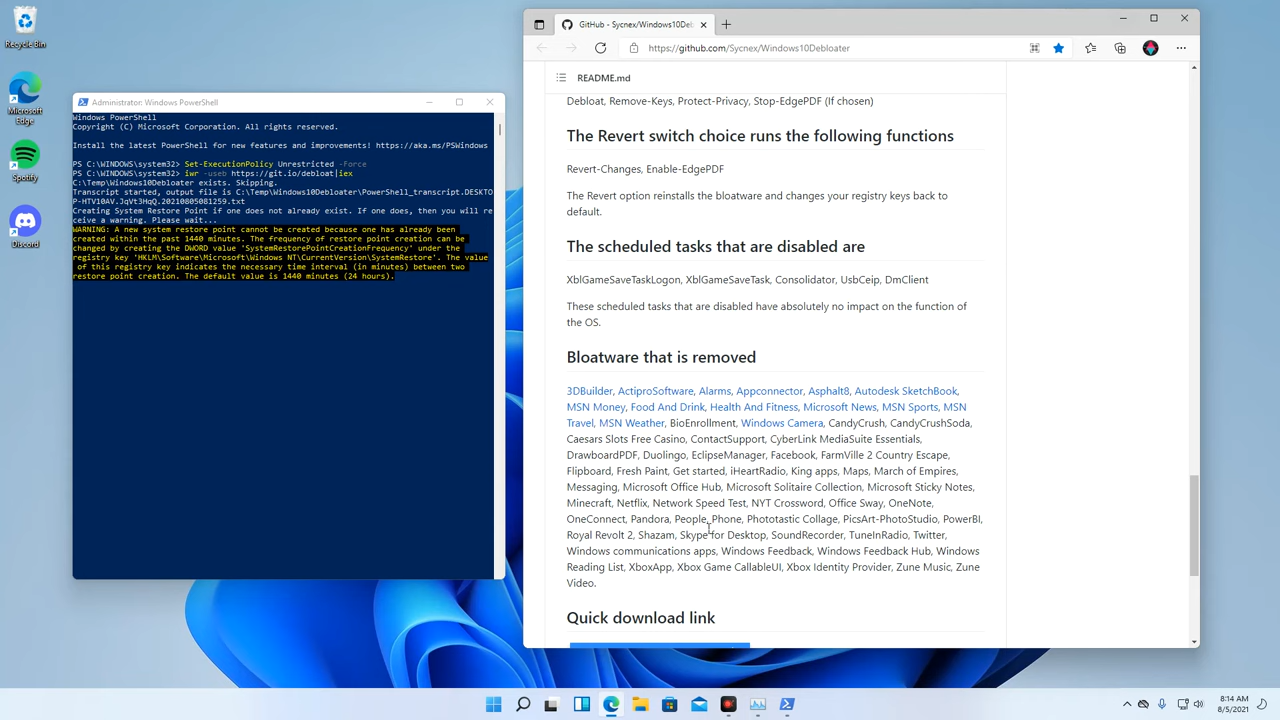 Recycle Bin
Microsoft
Edge
Spotify
Discord
Administrator: Windows PowerShell
Windows PowerShell
Copyright (C) Microsoft Corporation. All rights reserved.
Install the latest PowerShell for new features and improvements! https://aka.ms/PSWindows
PS C:\WINDOWS\system32> Set-ExecutionPolicy Unrestricted -Force
PS C:\WINDOWS\system32> iwr -useb https://git.io/debloat|iex
C:\Temp\Windows10Debloater exists. Skipping.
Transcript started, output file is C:\Temp\Windows10Debloater\PowerShell_transcript.DESKTO
P-HTV10AV.JqVt3HqQ.20210805081259.txt
Creating System Restore Point if one does not already exist. If one does, then you will re
ceive a warning. Please wait...
WARNING: A new system restore point cannot be created because one has already been
created within the past 1440 minutes. The frequency of restore point creation can be
changed by creating the DWORD value 'SystemRestorePointCreationFrequency' under the
registry key 'HKLM\Software\Microsoft\Windows NT\CurrentVersion\SystemRestore'. The value
of this registry key indicates the necessary time interval (in minutes) between two
restore point creation. The default value is 1440 minutes (24 hours).
GitHub - Sycnex/Windows10Deb
https://github.com/Sycnex/Windows10Debloater
README.md
Debloat, Remove-Keys, Protect-Privacy, Stop-EdgePDF (If chosen)
The Revert switch choice runs the following functions
Revert-Changes, Enable-EdgePDF
The Revert option reinstalls the bloatware and changes your registry keys back to
default.
The scheduled tasks that are disabled are
XblGameSaveTaskLogon, XblGameSaveTask, Consolidator, UsbCeip, DmClient
These scheduled tasks that are disabled have absolutely no impact on the function of
the OS.
Bloatware that is removed
3DBuilder, ActiproSoftware, Alarms, Appconnector, Asphalt8, Autodesk SketchBook,
MSN Money, Food And Drink, Health And Fitness, Microsoft News, MSN Sports, MSN
Travel, MSN Weather, BioEnrollment, Windows Camera, CandyCrush, CandyCrushSoda,
Caesars Slots Free Casino, ContactSupport, CyberLink MediaSuite Essentials,
DrawboardPDF, Duolingo, EclipseManager, Facebook, FarmVille 2 Country Escape,
Flipboard, Fresh Paint, Get started, iHeartRadio, King apps, Maps, March of Empires,
Messaging, Microsoft Office Hub, Microsoft Solitaire Collection, Microsoft Sticky Notes,
Minecraft, Netflix, Network Speed Test, NYT Crossword, Office Sway, OneNote,
OneConnect, Pandora, People, Phone, Phototastic Collage, PicsArt-PhotoStudio, PowerBI,
Royal Revolt 2, Shazam, Skype for Desktop, SoundRecorder, TuneInRadio, Twitter,
Windows communications apps, Windows Feedback, Windows Feedback Hub, Windows
Reading List, XboxApp, Xbox Game CallableUI, Xbox Identity Provider, Zune Music, Zune
Video.
Quick download link
8:14 AM
8/5/2021